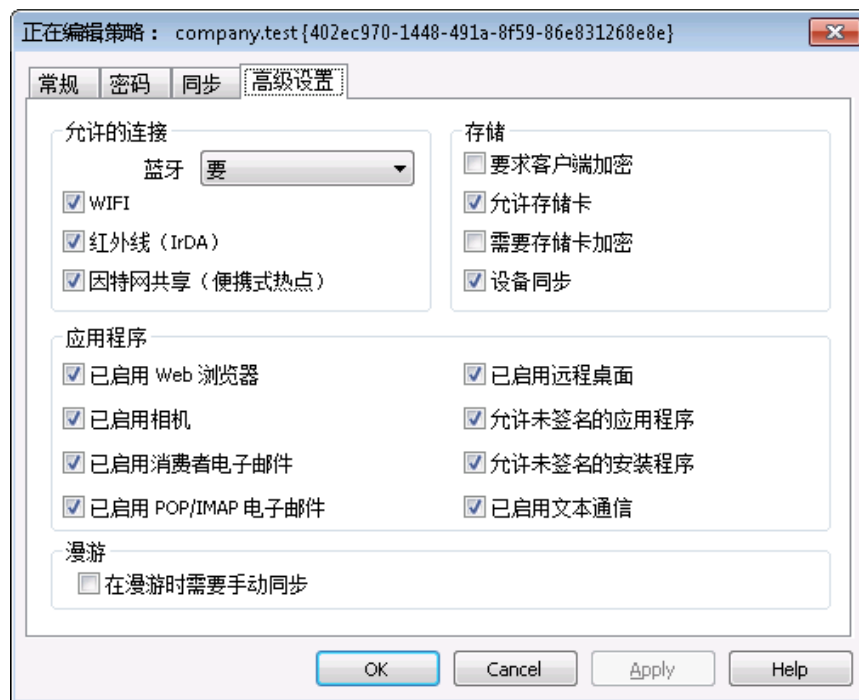 正在编辑策略： company.test{402ec970-1448-491a-8f59-86e831268e8e}
常规 密码 同步 高级设置
允许的连接
蓝牙 要
WIFI
红外线（IrDA）
因特网共享（便携式热点）
存储
要求客户端加密
允许存储卡
需要存储卡加密
设备同步
应用程序
已启用 Web 浏览器
已启用相机
已启用消费者电子邮件
已启用 POP/IMAP 电子邮件
已启用远程桌面
允许未签名的应用程序
允许未签名的安装程序
已启用文本通信
漫游
在漫游时需要手动同步
OK Cancel Apply Help